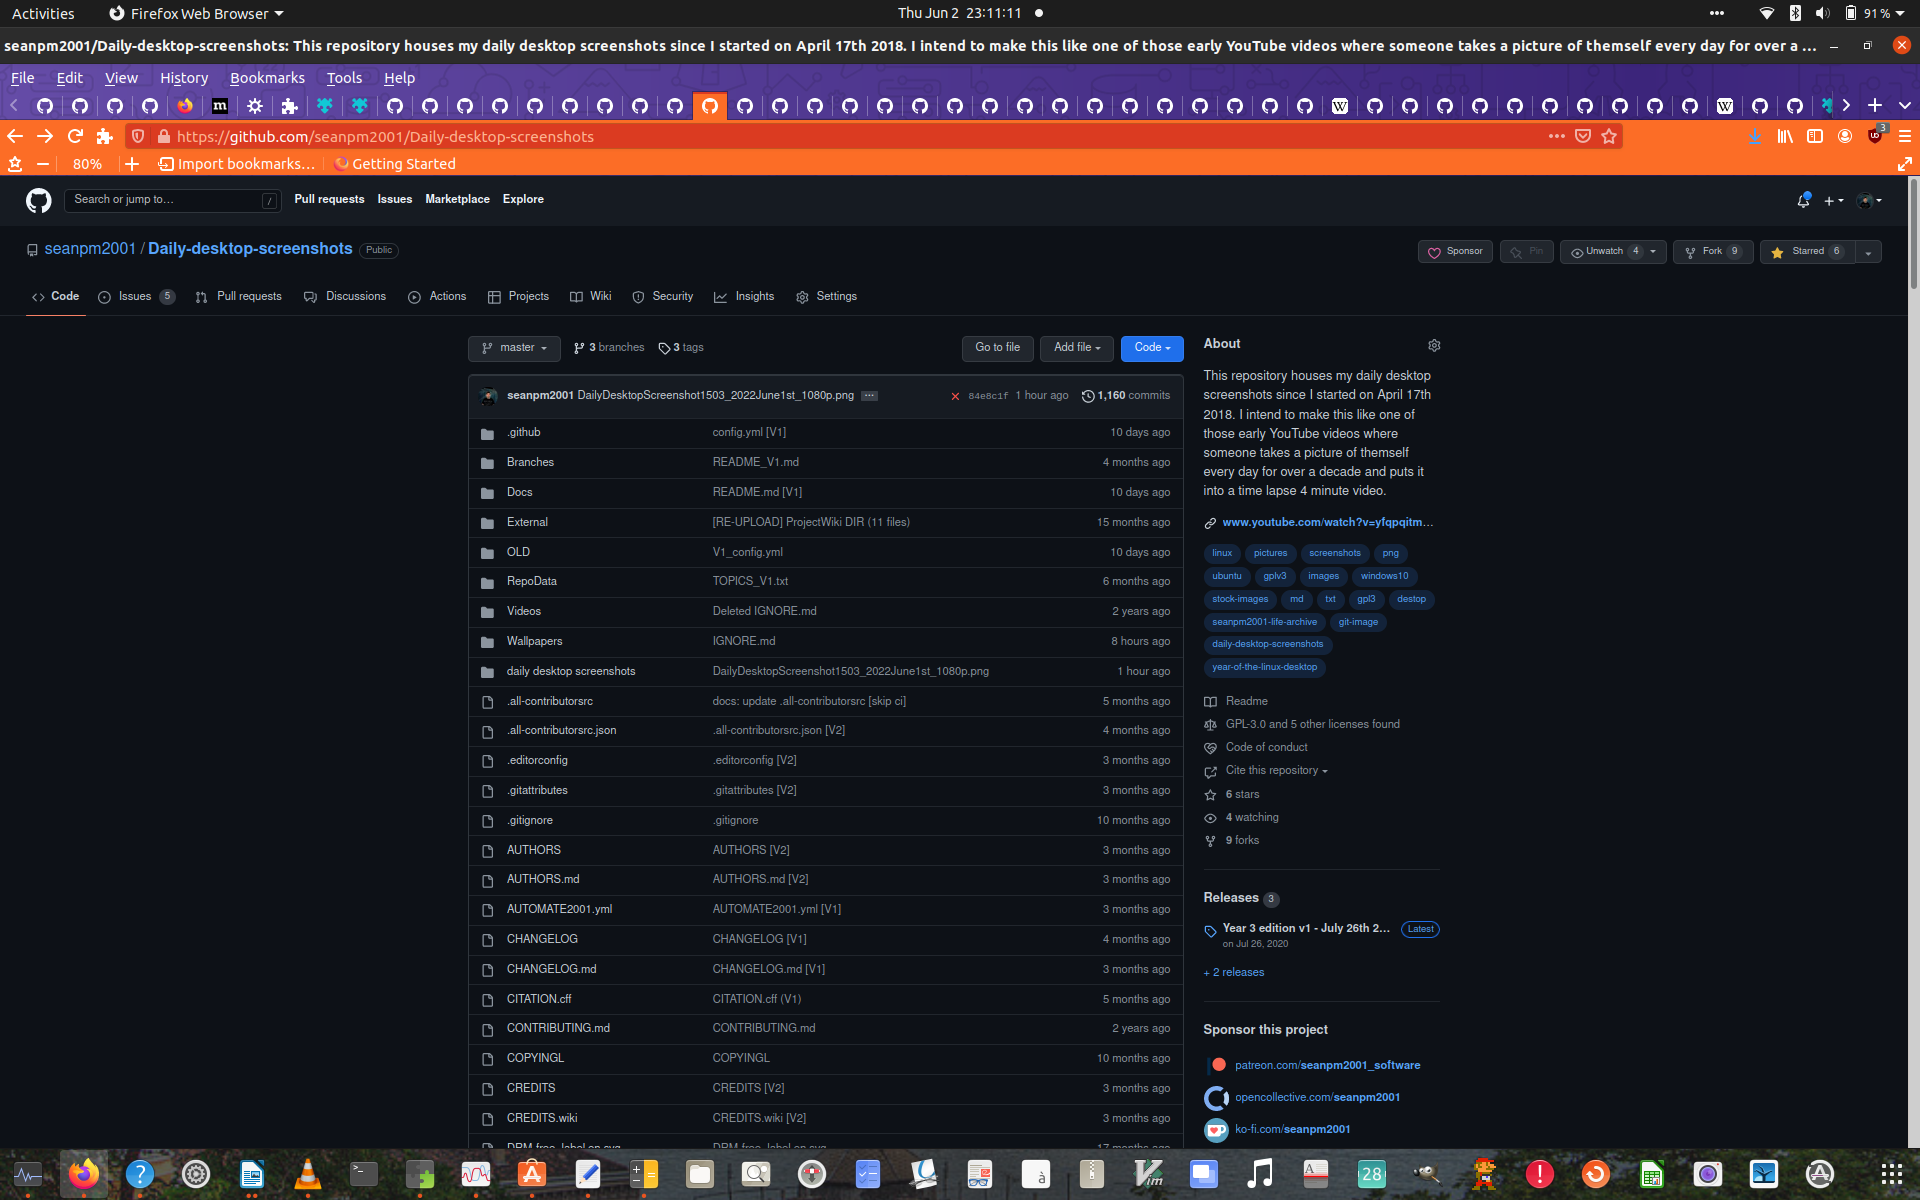 Activities
Firefox Web Browser
Thu Jun 2 23:11:11
91 %
seanpm2001/Daily-desktop-screenshots: This repository houses my daily desktop screenshots since I started on April 17th 2018. I intend to make this like one of those early YouTube videos where someone takes a picture of themself every day for over a ...
File Edit View History Bookmarks Tools Help
https://github.com/seanpm2001/Daily-desktop-screenshots
3
80%
Import bookmarks...
Getting Started
Search or jump to...
/
Pull requests Issues Marketplace Explore
seanpm2001 / Daily-desktop-screenshots Public
Sponsor
Pin
Unwatch 4
Fork 9
Starred 6
Code
Issues 5
Pull requests
Discussions
Actions
Projects
Wiki
Security
Insights
Settings
master
3 branches
3 tags
Go to file
Add file
Code
seanpm2001 DailyDesktopScreenshot1503_2022June1st_1080p.png ... 84e8c1f 1 hour ago 1,160 commits
.github config.yml [V1] 10 days ago
Branches README_V1.md 4 months ago
Docs README.md [V1] 10 days ago
External [RE-UPLOAD] ProjectWiki DIR (11 files) 15 months ago
OLD V1_config.yml 10 days ago
RepoData TOPICS_V1.txt 6 months ago
Videos Deleted IGNORE.md 2 years ago
Wallpapers IGNORE.md 8 hours ago
daily desktop screenshots DailyDesktopScreenshot1503_2022June1st_1080p.png 1 hour ago
.all-contributorsrc docs: update .all-contributorsrc [skip ci] 5 months ago
.all-contributorsrc.json .all-contributorsrc.json [V2] 4 months ago
.editorconfig .editorconfig [V2] 3 months ago
.gitattributes .gitattributes [V2] 3 months ago
.gitignore .gitignore 10 months ago
AUTHORS AUTHORS [V2] 3 months ago
AUTHORS.md AUTHORS.md [V2] 3 months ago
AUTOMATE2001.yml AUTOMATE2001.yml [V1] 3 months ago
CHANGELOG CHANGELOG [V1] 4 months ago
CHANGELOG.md CHANGELOG.md [V1] 3 months ago
CITATION.cff CITATION.cff (V1) 5 months ago
CONTRIBUTING.md CONTRIBUTING.md 2 years ago
COPYINGL COPYINGL 10 months ago
CREDITS CREDITS [V2] 3 months ago
CREDITS.wiki CREDITS.wiki [V2] 3 months ago
About
This repository houses my daily desktop
screenshots since I started on April 17th
2018. I intend to make this like one of
those early YouTube videos where
someone takes a picture of themself
every day for over a decade and puts it
into a time lapse 4 minute video.
www.youtube.com/watch?v=yfqpqitm...
linux pictures screenshots png
ubuntu gplv3 images windows10
stock-images md txt gpl3 destop
seanpm2001-life-archive git-image
daily-desktop-screenshots
year-of-the-linux-desktop
Readme
GPL-3.0 and 5 other licenses found
Code of conduct
Cite this repository
6 stars
4 watching
9 forks
Releases 3
Year 3 edition v1 - July 26th 2... Latest
on Jul 26, 2020
+ 2 releases
Sponsor this project
patreon.com/seanpm2001_software
opencollective.com/seanpm2001
ko-fi.com/seanpm2001
28